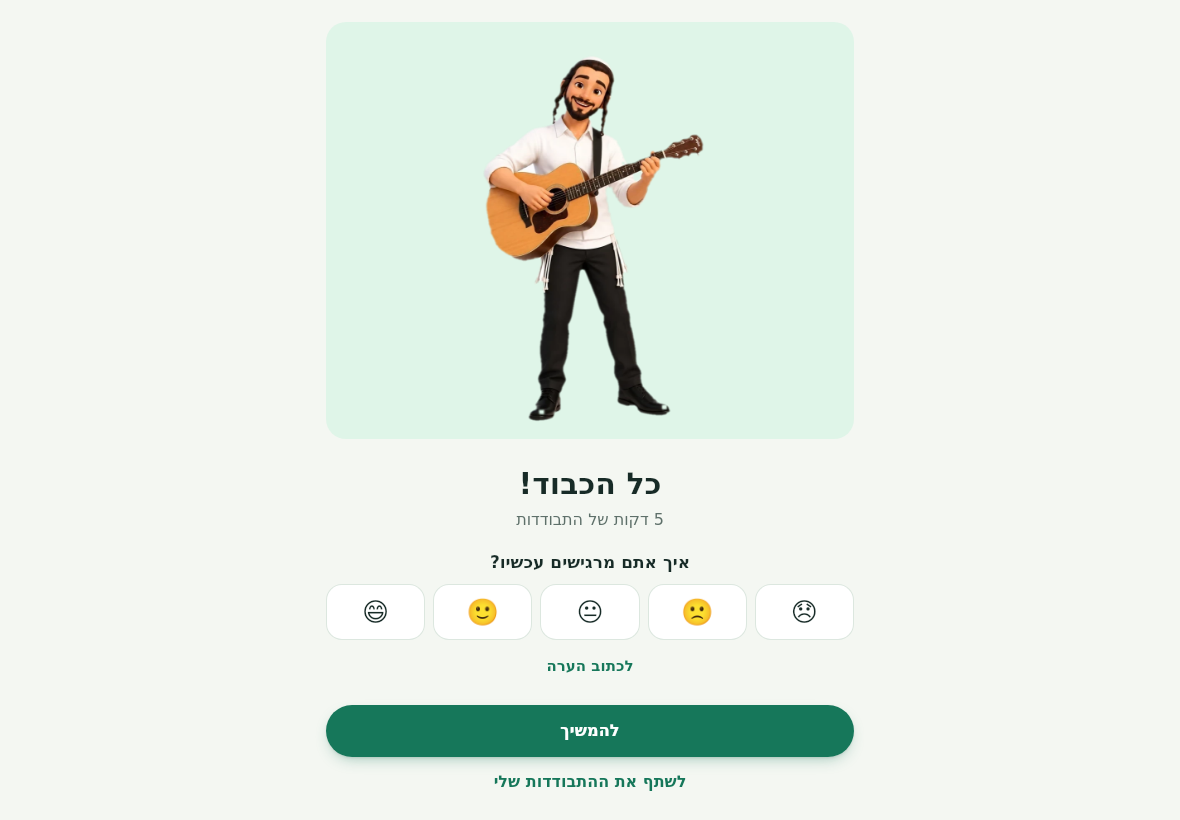 כל הכבוד!
5 דקות של התבודדות
איך אתם מרגישים עכשיו?
😞 🙁 😐 🙂 😄
לכתוב הערה
להמשיך
לשתף את ההתבודדות שלי